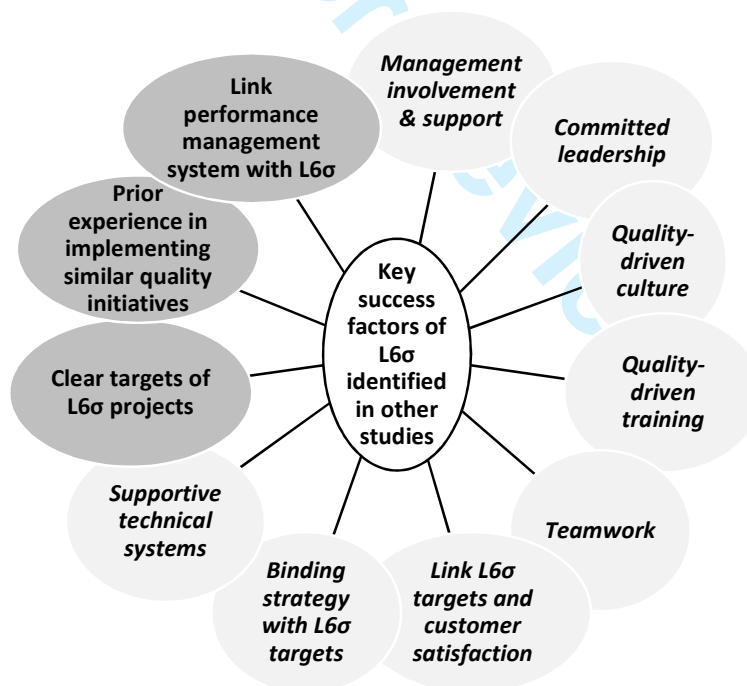 Management
involvement
& support
Committed
leadership
Quality-
driven
culture
Quality-
driven
training
Teamwork
Link L6σ
targets and
customer
satisfaction
Binding
strategy
with L6σ
targets
Supportive
technical
systems
Clear targets of
L6σ projects
Prior
experience in
implementing
similar quality
initiatives
Link
performance
management
system with L6σ
Key
success
factors of
L6σ
identified
in other
studies